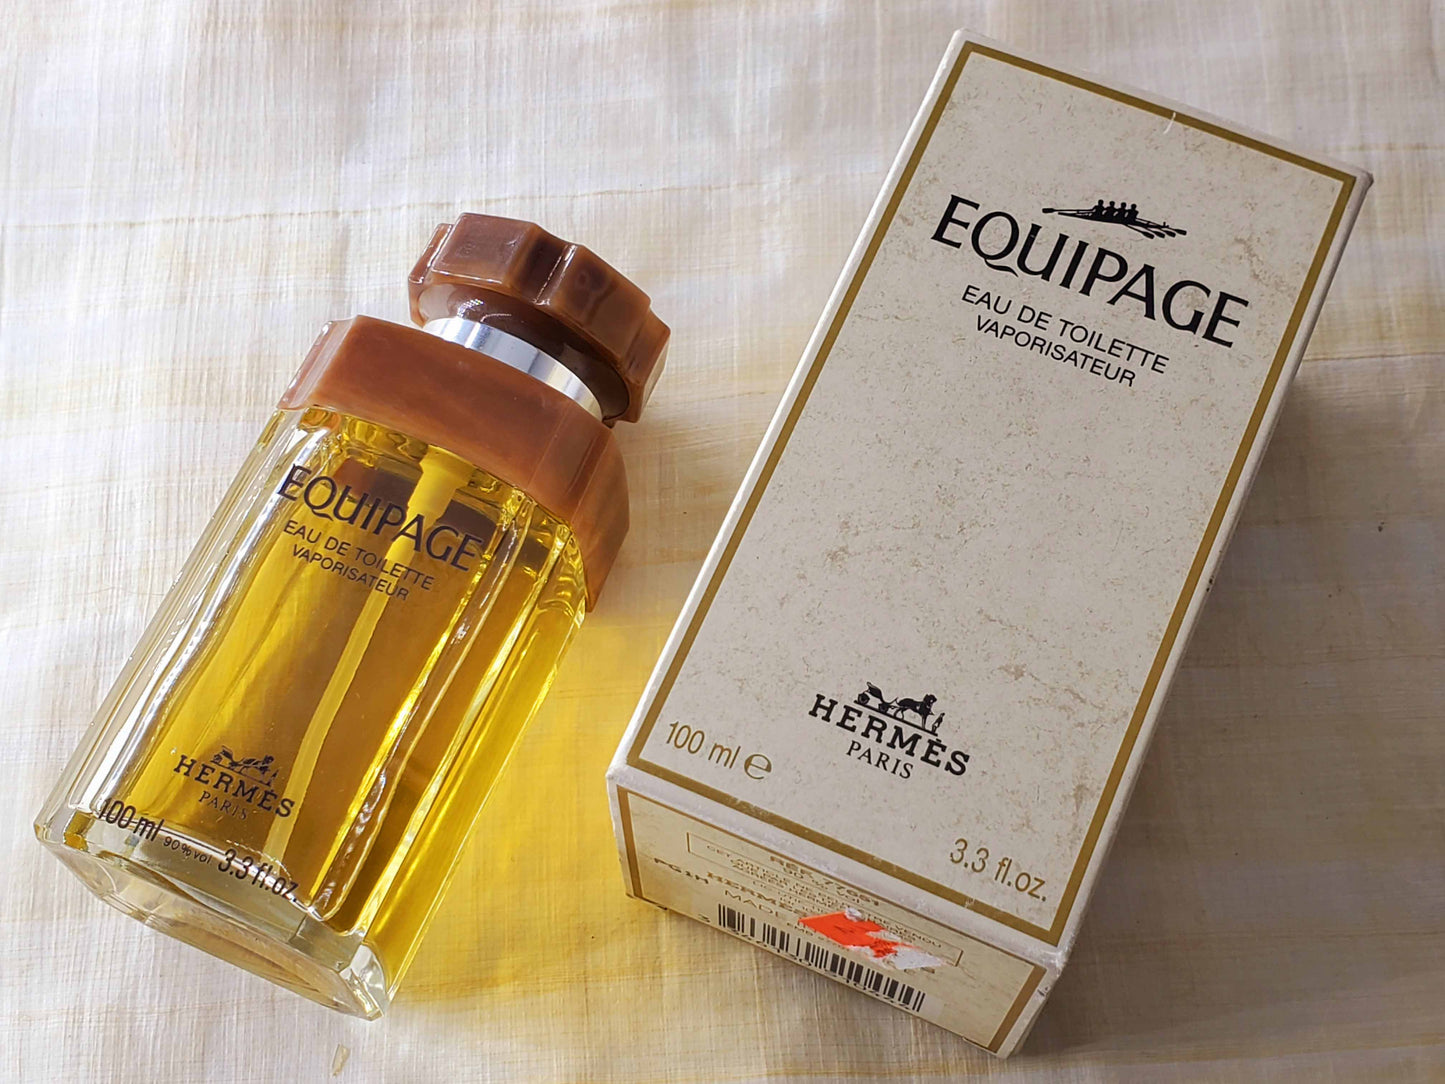 EQUIPAGE
EAU DE TOILETTE
VAPORISATEUR
HERMÈS
PARIS
100 ml 90% vol 3.3 fl.oz.
EQUIPAGE
EAU DE TOILETTE
VAPORISATEUR
HERMÈS
PARIS
100 ml e
3.3 fl.oz.
PG1H